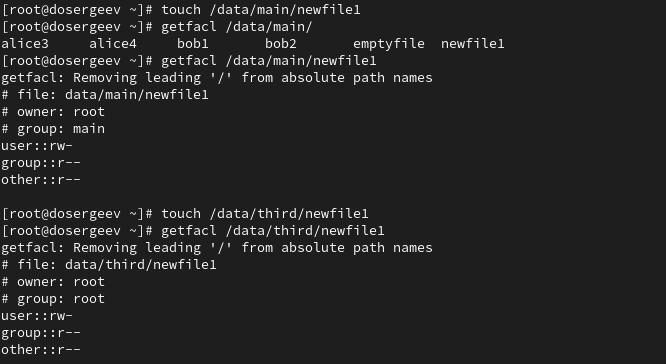 [root@dosergeev ~]# touch /data/main/newfile1
[root@dosergeev ~]# getfacl /data/main/
alice3     alice4     bob1       bob2       emptyfile  newfile1
[root@dosergeev ~]# getfacl /data/main/newfile1
getfacl: Removing leading '/' from absolute path names
# file: data/main/newfile1
# owner: root
# group: main
user::rw-
group::r--
other::r--

[root@dosergeev ~]# touch /data/third/newfile1
[root@dosergeev ~]# getfacl /data/third/newfile1
getfacl: Removing leading '/' from absolute path names
# file: data/third/newfile1
# owner: root
# group: root
user::rw-
group::r--
other::r--